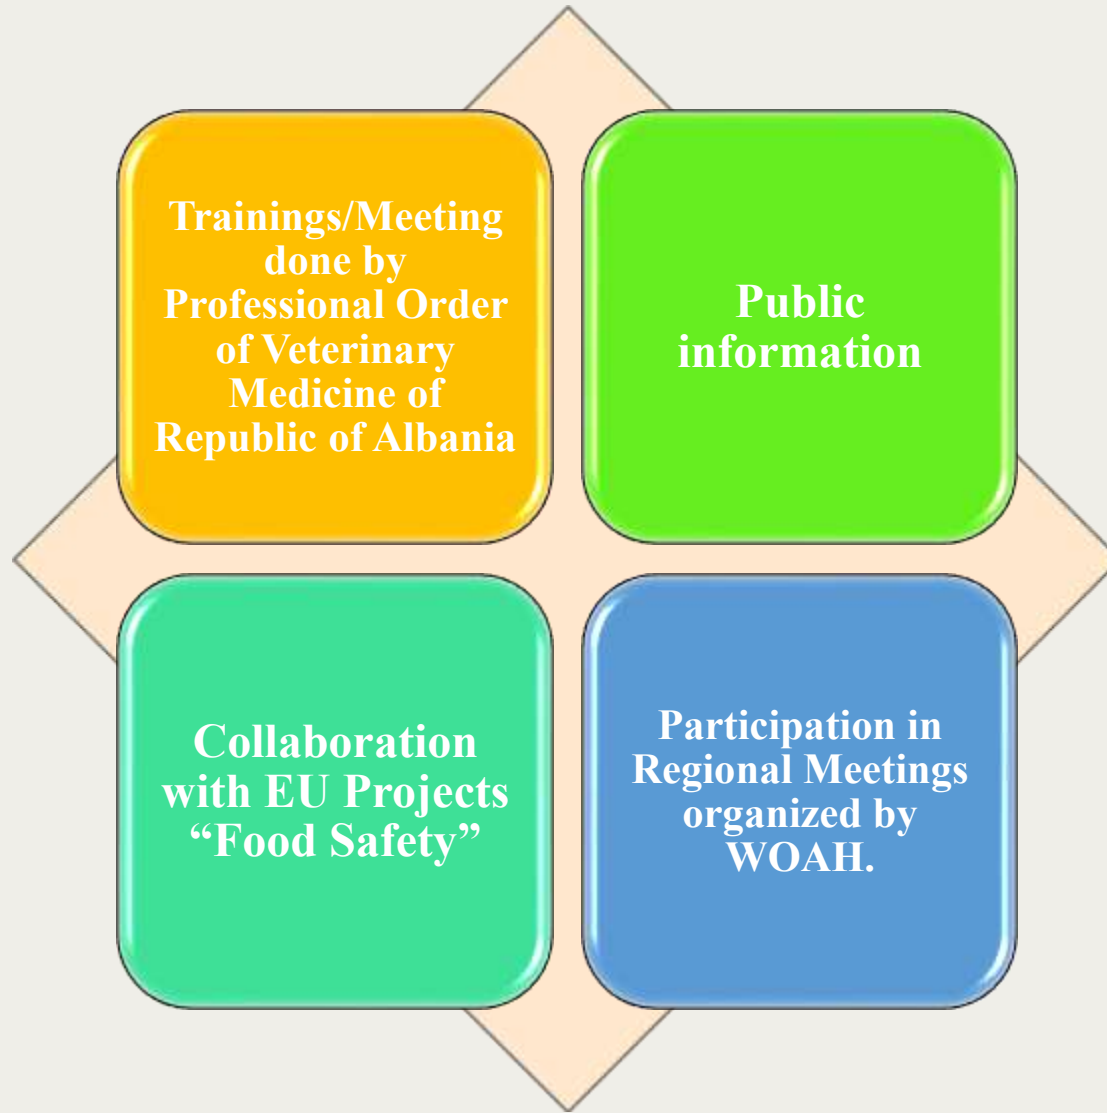 Trainings/Meeting
done by
Professional Order
of Veterinary
Medicine of
Republic of Albania
Public
information
Collaboration
with EU Projects
“Food Safety”
Participation in
Regional Meetings
organized by
WOAH.